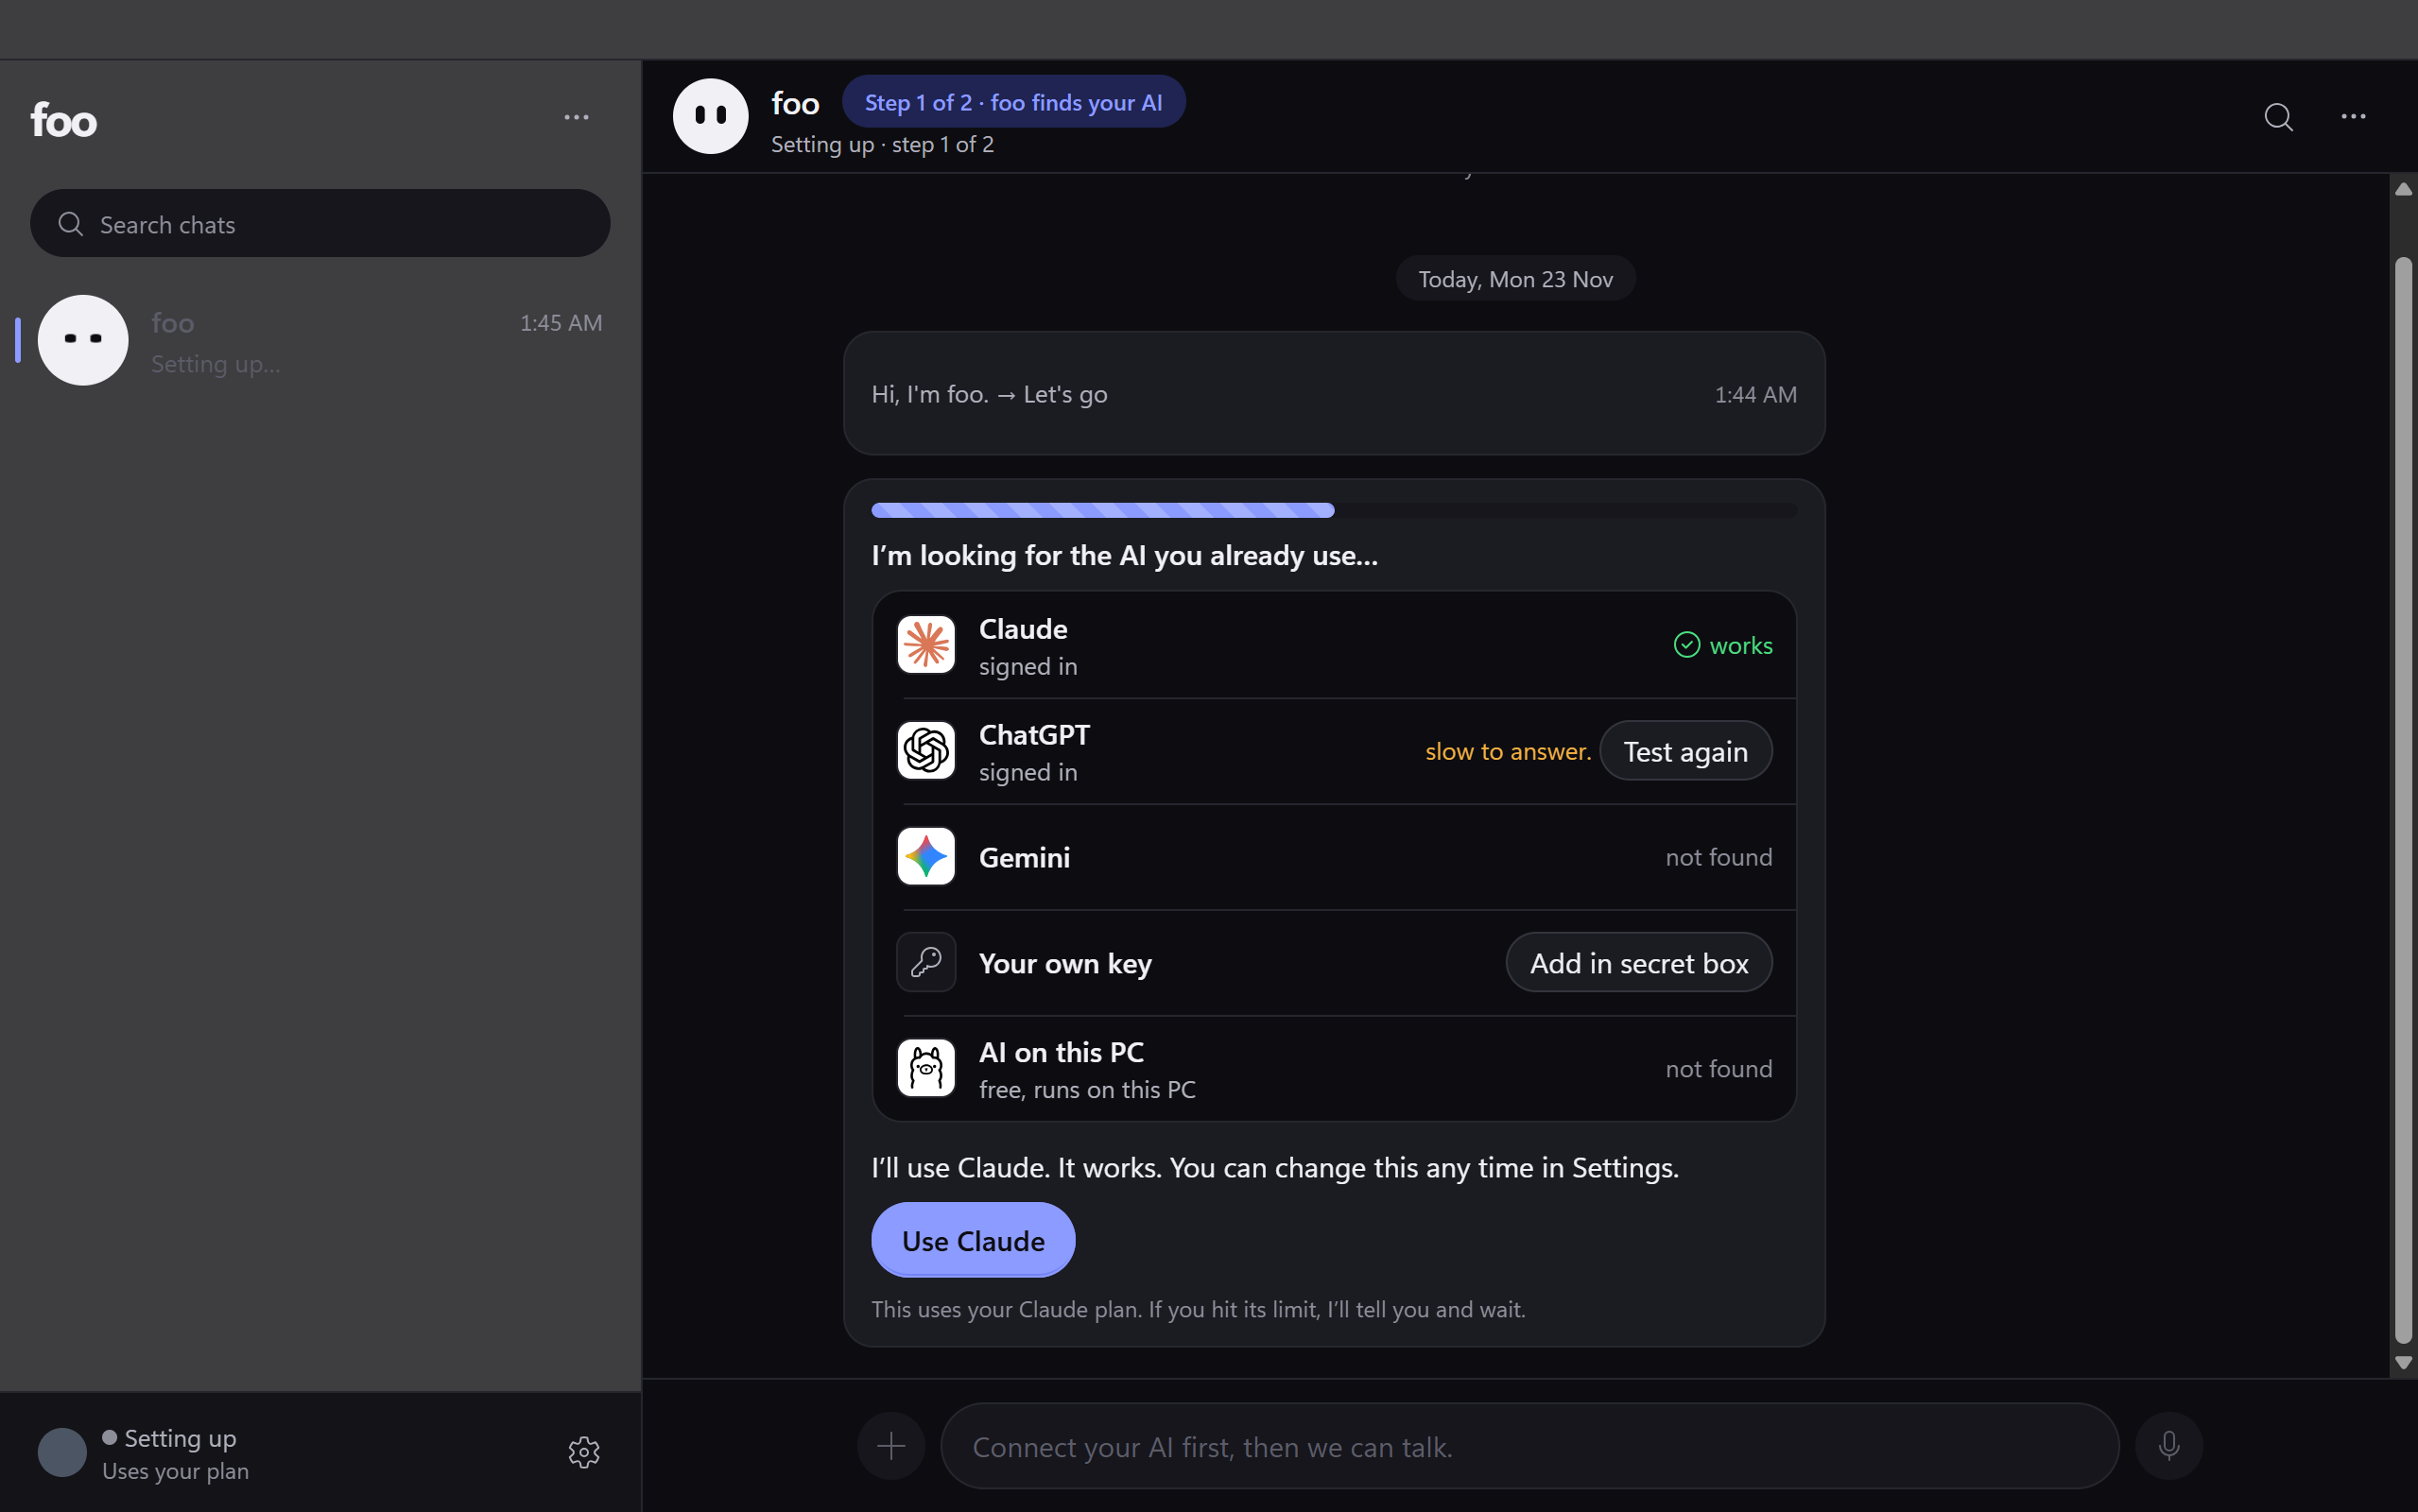 foo
Search chats
foo
1:45 AM
Setting up...
Setting up
Uses your plan
foo
Step 1 of 2 · foo finds your AI
Setting up · step 1 of 2
Today, Mon 23 Nov
Hi, I'm foo. → Let's go
1:44 AM
I’m looking for the AI you already use...
Claude
signed in
works
ChatGPT
signed in
slow to answer.
Test again
Gemini
not found
Your own key
Add in secret box
AI on this PC
free, runs on this PC
not found
I’ll use Claude. It works. You can change this any time in Settings.
Use Claude
This uses your Claude plan. If you hit its limit, I’ll tell you and wait.
Connect your AI first, then we can talk.